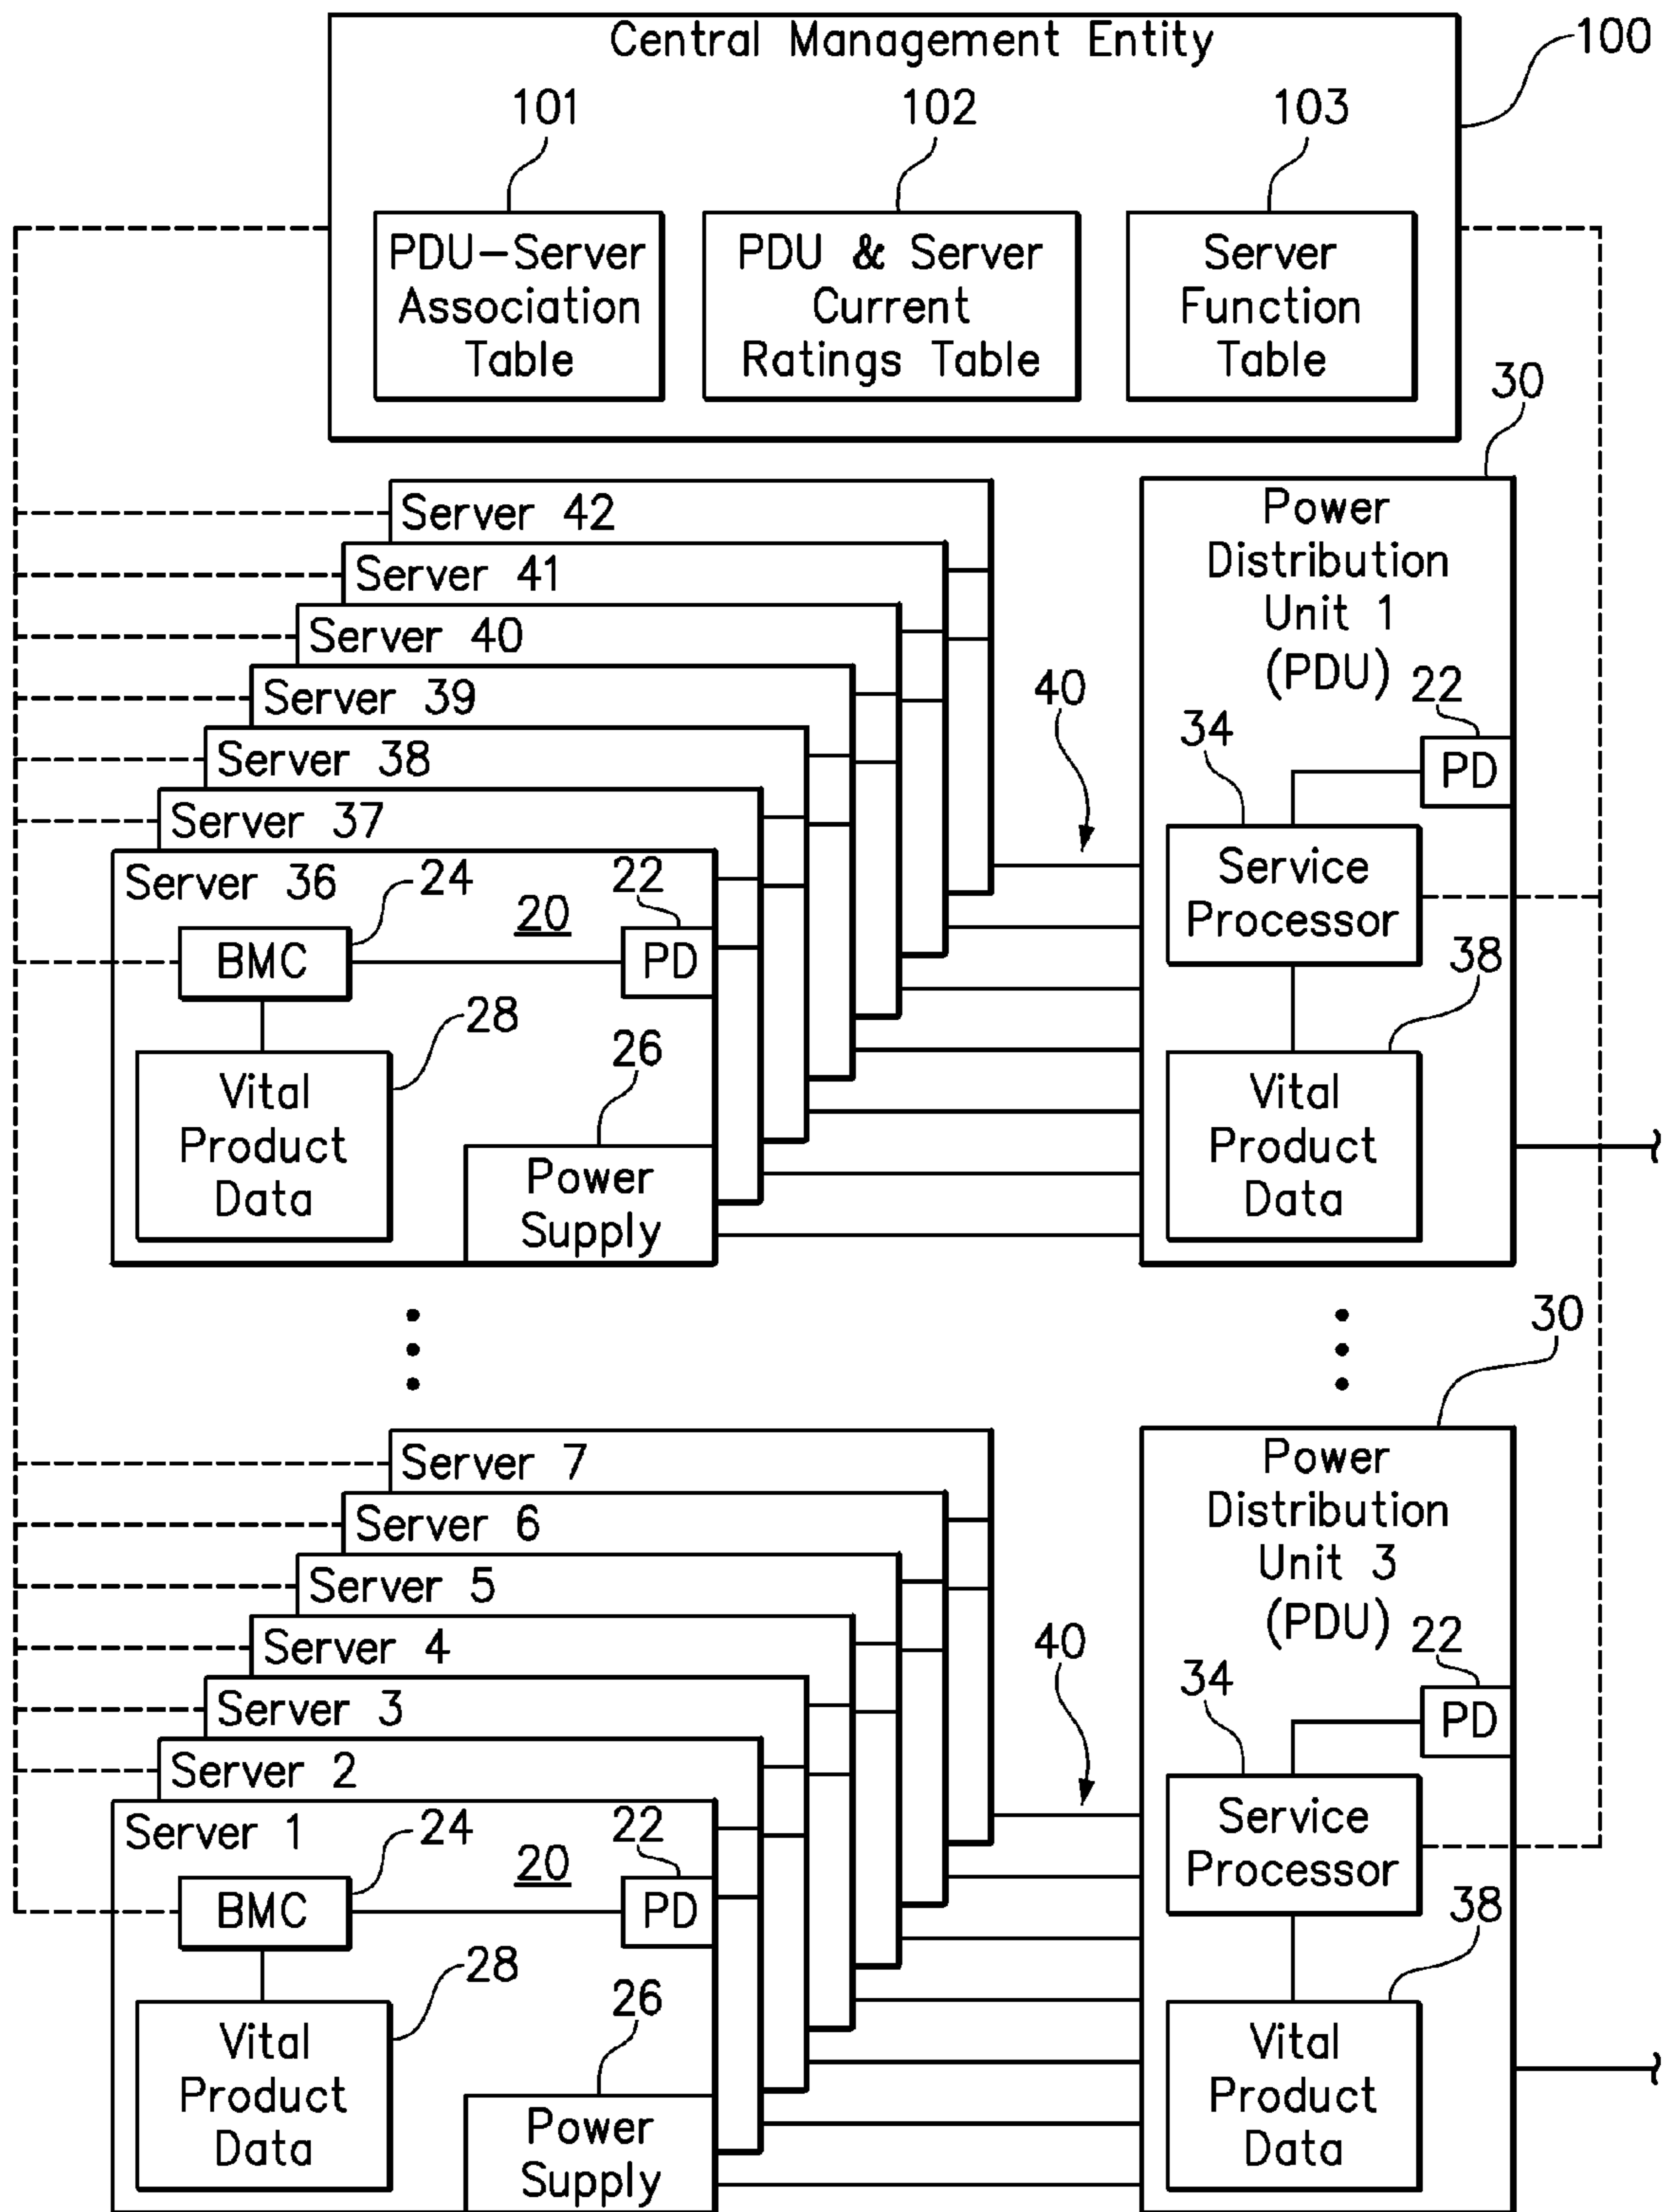 Central Management Entity
100
101
102
103
PDU-Server
Association
Table
PDU & Server
Current
Ratings Table
Server
Function
Table
30
Server 42
Server 41
Server 40
Server 39
Server 38
Server 37
Server 36
24
20
22
BMC
PD
28
Vital
Product
Data
26
Power
Supply
40
Power
Distribution
Unit 1
(PDU)
22
34
PD
Service
Processor
38
Vital
Product
Data
30
Server 7
Server 6
Server 5
Server 4
Server 3
Server 2
Server 1
24
20
22
BMC
PD
28
Vital
Product
Data
26
Power
Supply
40
Power
Distribution
Unit 3
(PDU)
22
34
PD
Service
Processor
38
Vital
Product
Data